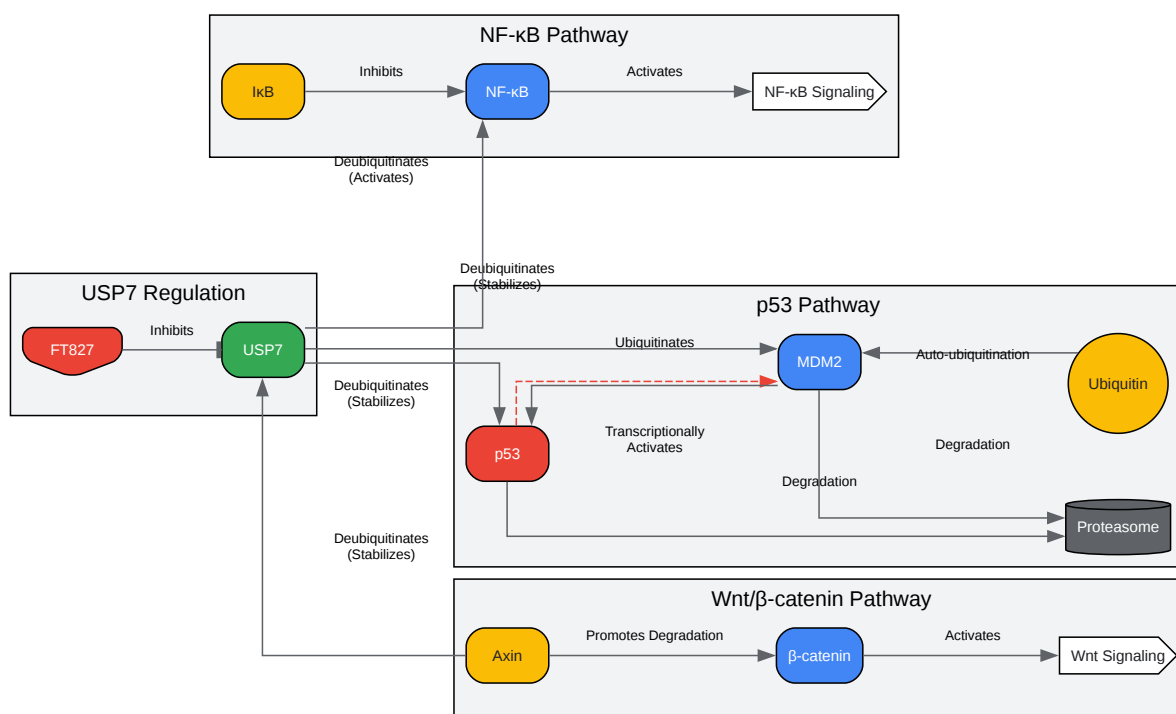 NF-κB Pathway
Inhibits
Activates
IκB
NF-κB
NF-κB Signaling
Deubiquitinates
(Activates)
Deubiquitinates
(Stabilizes)
USP7 Regulation
Inhibits
FT827
USP7
p53 Pathway
Ubiquitinates
MDM2
Auto-ubiquitination
Ubiquitin
Deubiquitinates
(Stabilizes)
Transcriptionally
Activates
p53
Degradation
Degradation
Proteasome
Deubiquitinates
(Stabilizes)
Wnt/β-catenin Pathway
Promotes Degradation
Activates
Axin
β-catenin
Wnt Signaling